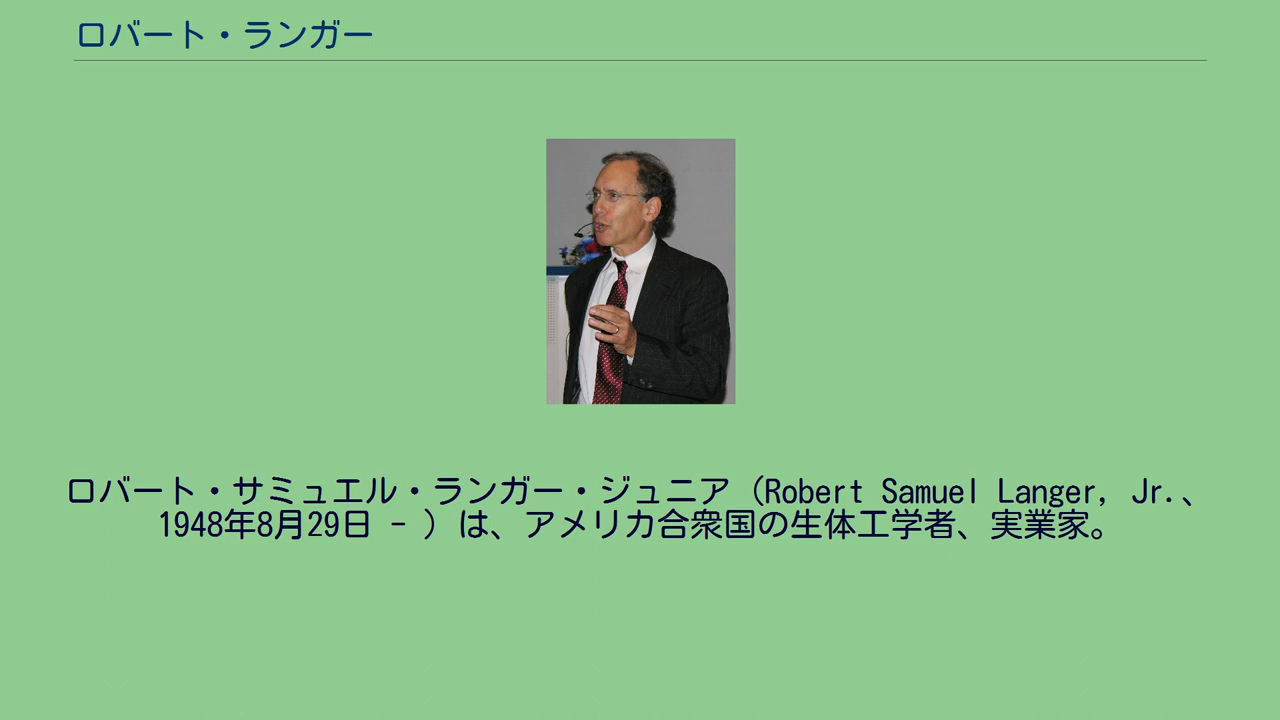 ロバート・ランガー
ロバート・サミュエル・ランガー・ジュニア（Robert Samuel Langer, Jr.、
1948年8月29日 - ）は、アメリカ合衆国の生体工学者、実業家。